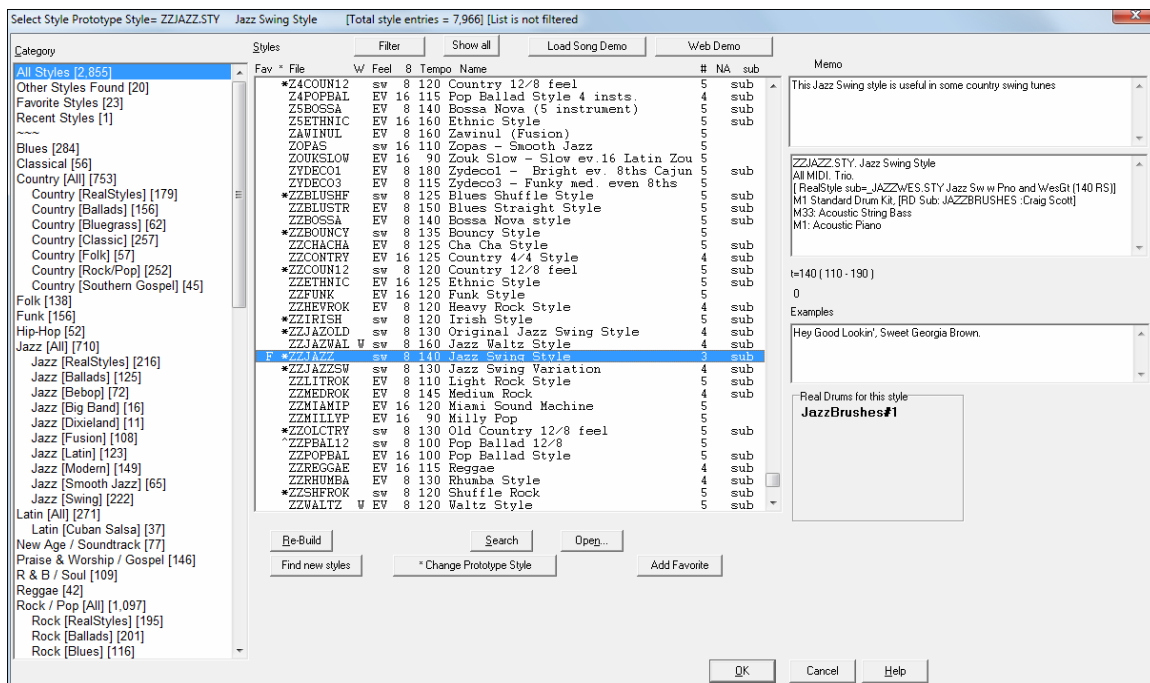 Select Style Prototype Style= ZZJAZZ.STY Jazz Swing Style [Total style entries = 7,966] [List is not filtered
Category
All Styles [2,855]
Other Styles Found [20]
Favorite Styles [23]
Recent Styles [1]
~~~
Blues [284]
Classical [56]
Country [All] [753]
Country [RealStyles] [179]
Country [Ballads] [156]
Country [Bluegrass] [62]
Country [Classic] [257]
Country [Folk] [57]
Country [Rock/Pop] [252]
Country [Southern Gospel] [45]
Folk [138]
Funk [156]
Hip-Hop [52]
Jazz [All] [710]
Jazz [RealStyles] [216]
Jazz [Ballads] [125]
Jazz [Bebop] [72]
Jazz [Big Band] [16]
Jazz [Dixieland] [11]
Jazz [Fusion] [108]
Jazz [Latin] [123]
Jazz [Modern] [149]
Jazz [Smooth Jazz] [65]
Jazz [Swing] [222]
Latin [All] [271]
Latin [Cuban Salsa] [37]
New Age / Soundtrack [77]
Praise & Worship / Gospel [146]
R & B / Soul [109]
Reggae [42]
Rock / Pop [All] [1,097]
Rock [RealStyles] [195]
Rock [Ballads] [201]
Rock [Blues] [116]
Styles Filter Show all Load Song Demo Web Demo
Fav * File W Feel 8 Tempo Name # NA sub
*Z4COUN12 sw 8 120 Country 12/8 feel 5 sub
Z4POPBAL EV 16 115 Pop Ballad Style 4 insts. 4 sub
Z5BOSSA EV 8 140 Bossa Nova (5 instrument) 5 sub
Z5ETHNIC EV 16 160 Ethnic Style 5 sub
ZAWINUL EV 8 160 Zavinul (Fusion) 5
ZOPAS sw 16 110 Zopas - Smooth Jazz 5
ZOUKSLOW EV 16 90 Zouk Slow - Slow ev.16 Latin Zou 5
ZYDECO1 EV 8 180 Zydeco1 - Bright ev. 8ths Cajun 5 sub
ZYDECO3 EV 8 115 Zydeco3 - Funky med. even 8ths 5
*ZZBLUSHF sw 8 125 Blues Shuffle Style 5 sub
ZZBLUSTR EV 8 150 Blues Straight Style 5 sub
ZZBOSSA EV 8 140 Bossa Nova style 5 sub
*ZZBOUNCY sw 8 135 Bouncy Style 5
ZZCHACHA EV 8 125 Cha Cha Style 5 sub
ZZCONTRY EV 16 125 Country 4/4 Style 4 sub
*ZZCOUN12 sw 8 120 Country 12/8 feel 5 sub
ZZETHNIC EV 16 125 Ethnic Style 5 sub
ZZFUNK EV 16 120 Funk Style 5
ZZHEVROK EV 8 120 Heavy Rock Style 4 sub
*ZZIRISH sw 8 120 Irish Style 5 sub
*ZZJAZOLD sw 8 130 Original Jazz Swing Style 4 sub
ZZJAZWAL W sw 8 160 Jazz Waltz Style 4 sub
F *ZZJAZZ sw 8 140 Jazz Swing Style 3 sub
*ZZJAZZSW sw 8 130 Jazz Swing Variation 4 sub
ZZLITROK EV 8 110 Light Rock Style 5 sub
ZZMEDROK EV 8 145 Medium Rock 4 sub
ZZMIAMIP EV 16 120 Miami Sound Machine 5
ZZMILLYP EV 16 90 Milly Pop 5
*ZZOLCTRY sw 8 130 Old Country 12/8 feel 5 sub
^ZZPBAL12 sw 8 100 Pop Ballad 12/8 5
ZZPOPBAL EV 16 100 Pop Ballad Style 5 sub
ZZREGGAE EV 16 115 Reggae 4 sub
ZZRHUMBA EV 8 130 Rhumba Style 4 sub
*ZZSHFROK sw 8 120 Shuffle Rock 5 sub
ZZWALTZ W EV 8 120 Waltz Style 5 sub
Re-Build Search Open...
Find new styles * Change Prototype Style Add Favorite
Memo
This Jazz Swing style is useful in some country swing tunes
ZZJAZZ.STY. Jazz Swing Style
All MIDI. Trio.
[ RealStyle sub=_JAZZWES.STY Jazz Sw w Pno and WesGt (140 RS)]
M1 Standard Drum Kit, [RD Sub: JAZZBRUSHES :Craig Scott]
M33: Acoustic String Bass
M1: Acoustic Piano
t=140 ( 110 - 190 )
0
Examples
Hey Good Lookin', Sweet Georgia Brown.
Real Drums for this style
JazzBrushes#1
OK Cancel Help